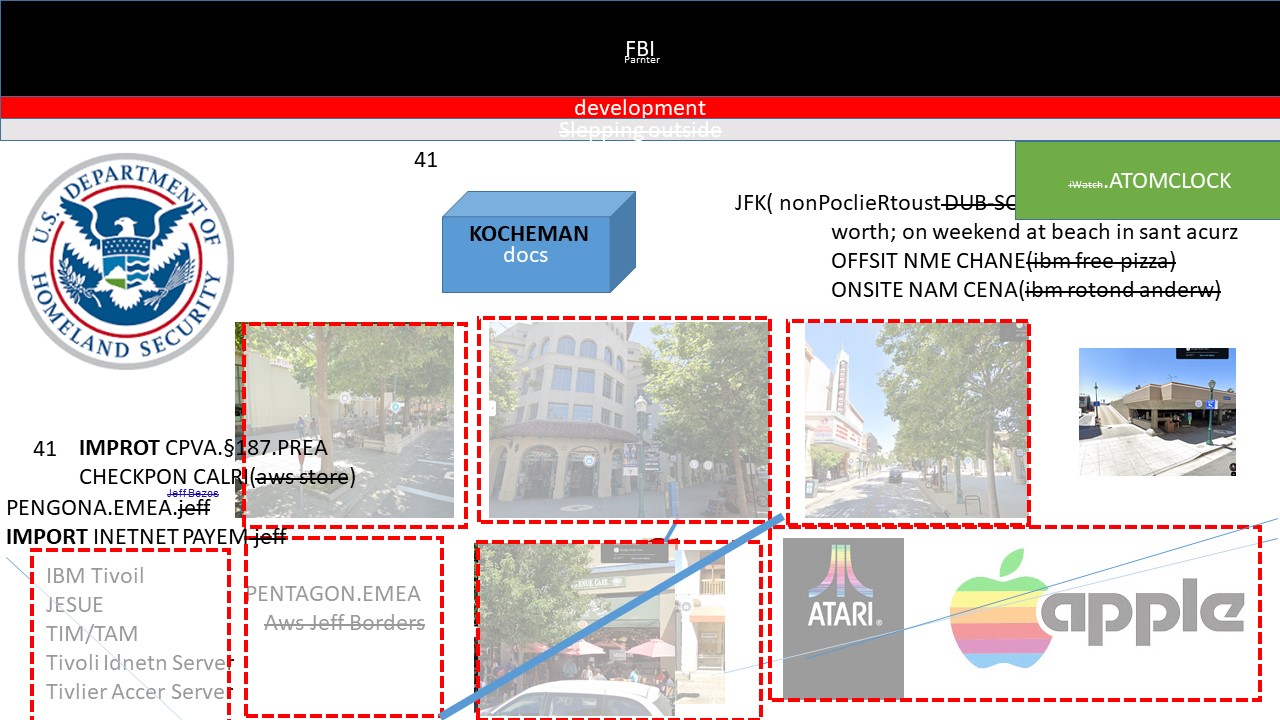 FBI
Parnter
development
Slepping outside
iWatch.ATOMCLOCK
41
U.S. DEPARTMENT OF
HOMELAND SECURITY
KOCHEMAN
docs
JFK( nonPoclieRtoust DUB-SC
worth; on weekend at beach in sant acurz
OFFSIT NME CHANE(ibm free pizza)
ONSITE NAM CENA(ibm rotond anderw)
41 IMPROT CPVA.§187.PREA
CHECKPON CALRI(aws store)
Jeff Bezos
PENGONA.EMEA.jeff
IMPORT INETNET PAYEM jeff
IBM Tivoil
JESUE
TIM/TAM
Tivoli Idnetn Server
Tivlier Accer Server
PENTAGON.EMEA
Aws Jeff Borders
ATARI®
apple